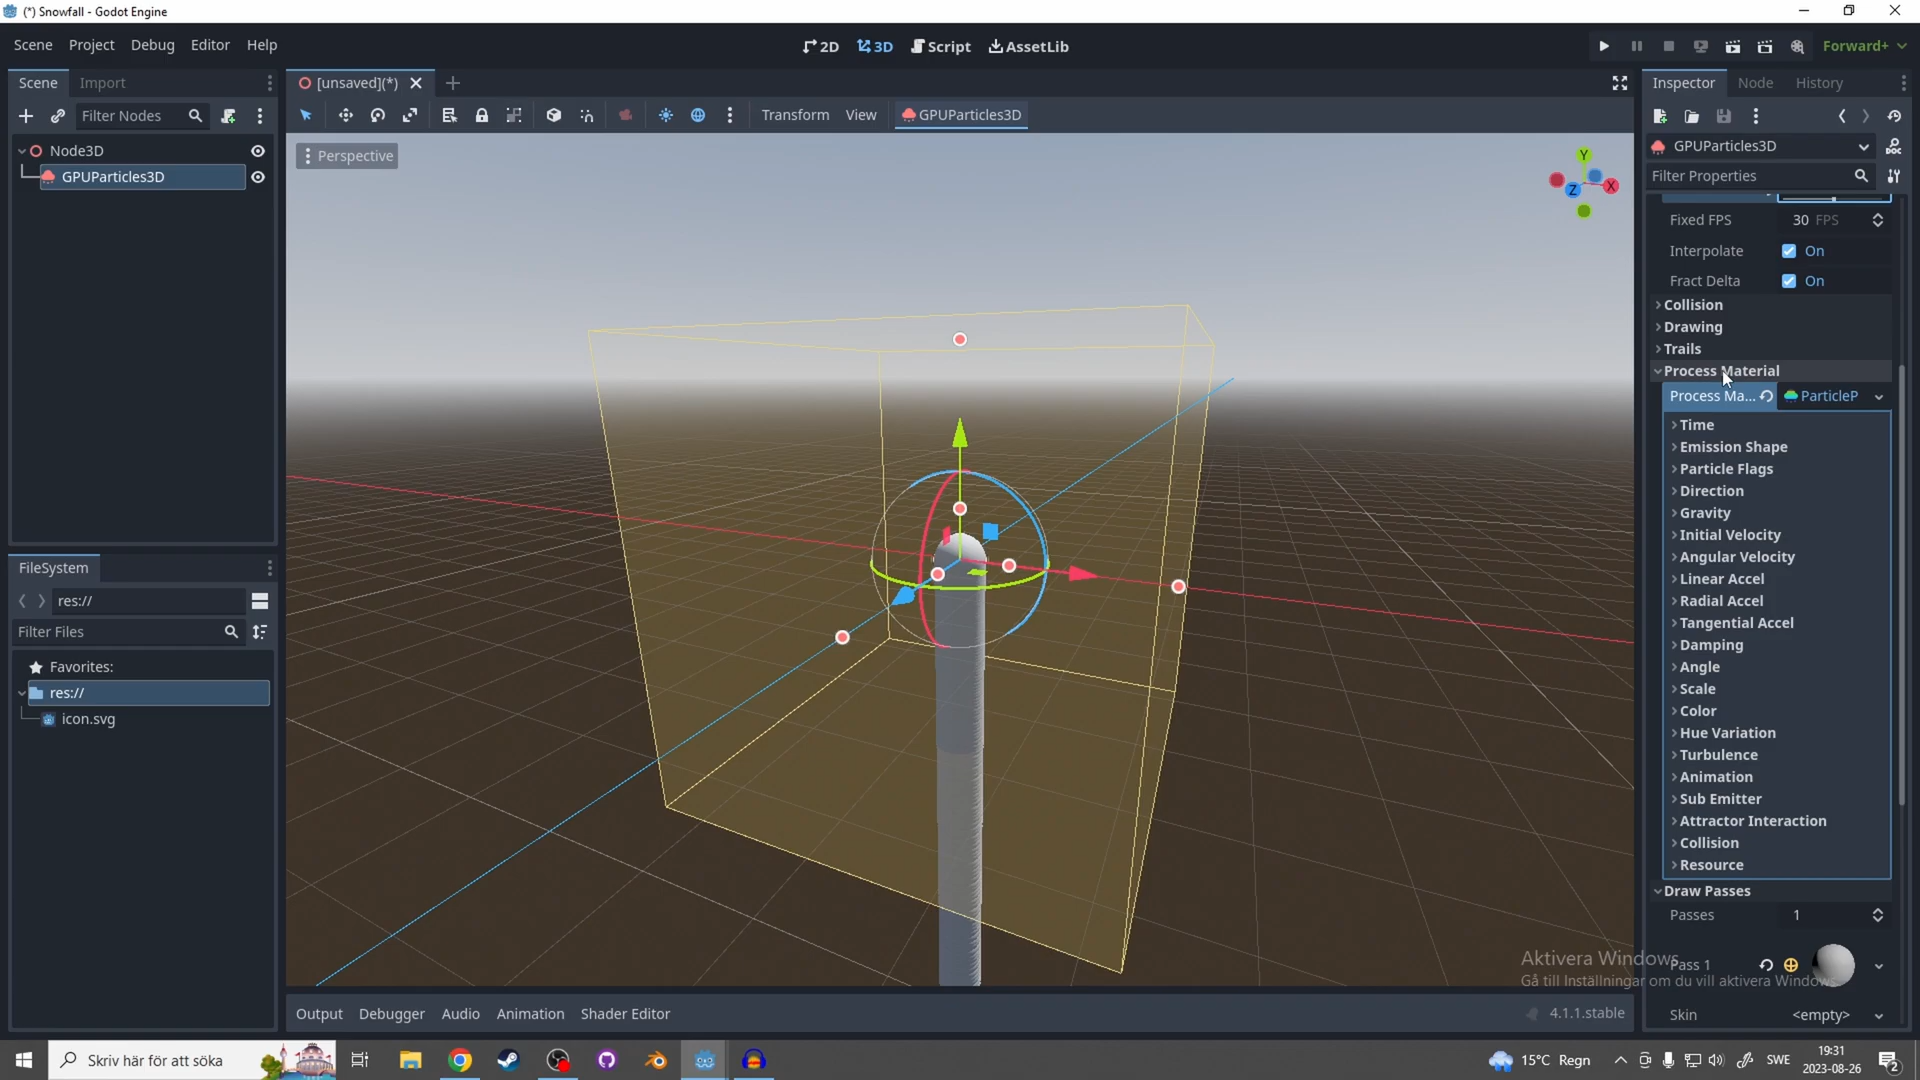 (*) Snowfall - Godot Engine
Scene Project Debug Editor Help
2D 3D Script AssetLib
Forward+
Scene Import
[unsaved](*)
Inspector Node History
Filter Nodes
Transform View GPUParticles3D
GPUParticles3D
Filter Properties
Node3D
GPUParticles3D
Perspective
Y
X
Z
Fixed FPS 30 FPS
Interpolate On
Fract Delta On
Collision
Drawing
Trails
Process Material
Process Ma... ParticleP
Time
Emission Shape
Particle Flags
Direction
Gravity
Initial Velocity
Angular Velocity
Linear Accel
Radial Accel
Tangential Accel
Damping
Angle
Scale
Color
Hue Variation
Turbulence
Animation
Sub Emitter
Attractor Interaction
Collision
Resource
Draw Passes
Passes 1
Pass 1
Skin <empty>
FileSystem
res://
Filter Files
Favorites:
res://
icon.svg
Aktivera Windows
Gå till Inställningar om du vill aktivera Windows.
Output Debugger Audio Animation Shader Editor
4.1.1.stable
Skriv här för att söka
15°C Regn
SWE
19:31
2023-08-26
2